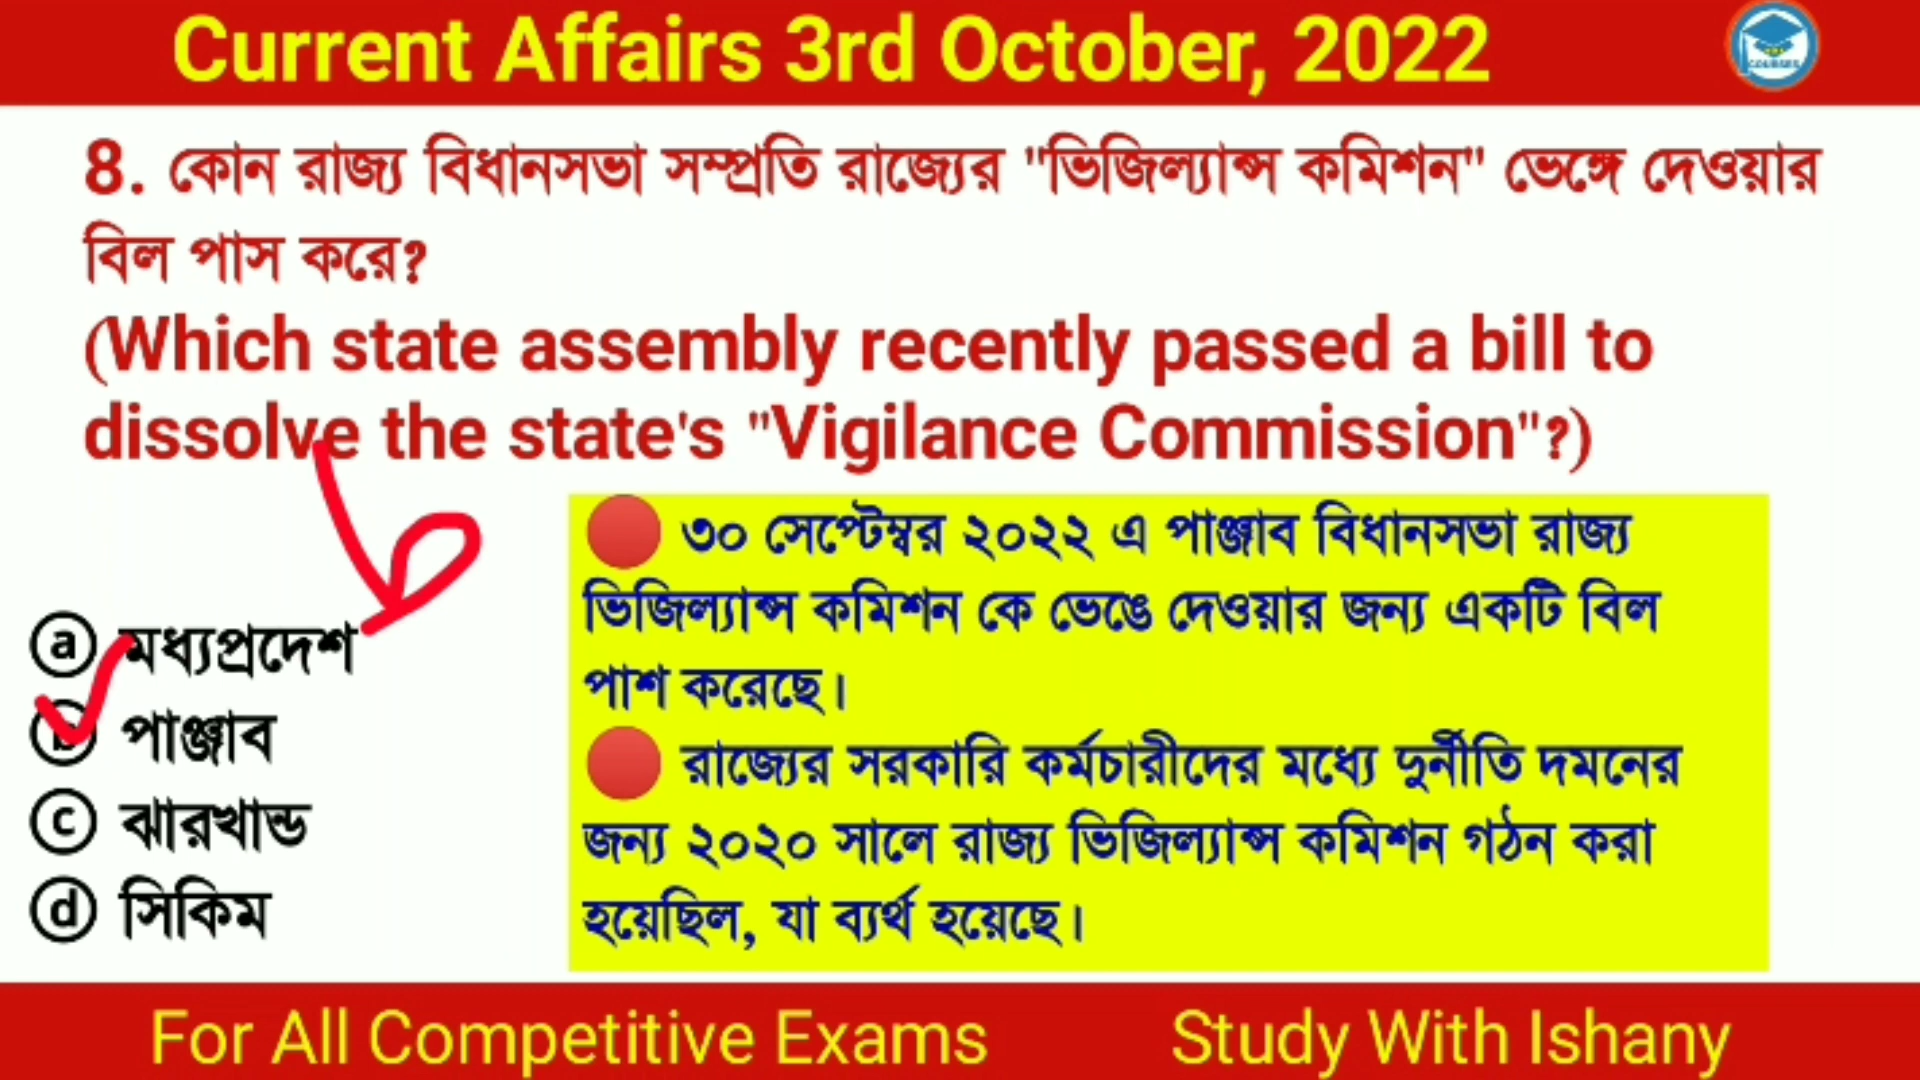 Current Affairs 3rd October, 2022
COURSES
8. কোন রাজ্য বিধানসভা সম্প্রতি রাজ্যের "ভিজিল্যান্স কমিশন" ভেঙ্গে দেওয়ার
বিল পাস করে?
(Which state assembly recently passed a bill to
dissolve the state's "Vigilance Commission"?)
ⓐ মধ্যপ্রদেশ
ⓑ পাঞ্জাব
ⓒ ঝারখান্ড
ⓓ সিকিম
🔴 ৩০ সেপ্টেম্বর ২০২২ এ পাঞ্জাব বিধানসভা রাজ্য
ভিজিল্যান্স কমিশন কে ভেঙে দেওয়ার জন্য একটি বিল
পাশ করেছে।
🔴 রাজ্যের সরকারি কর্মচারীদের মধ্যে দুর্নীতি দমনের
জন্য ২০২০ সালে রাজ্য ভিজিল্যান্স কমিশন গঠন করা
হয়েছিল, যা ব্যর্থ হয়েছে।
For All Competitive Exams
Study With Ishany